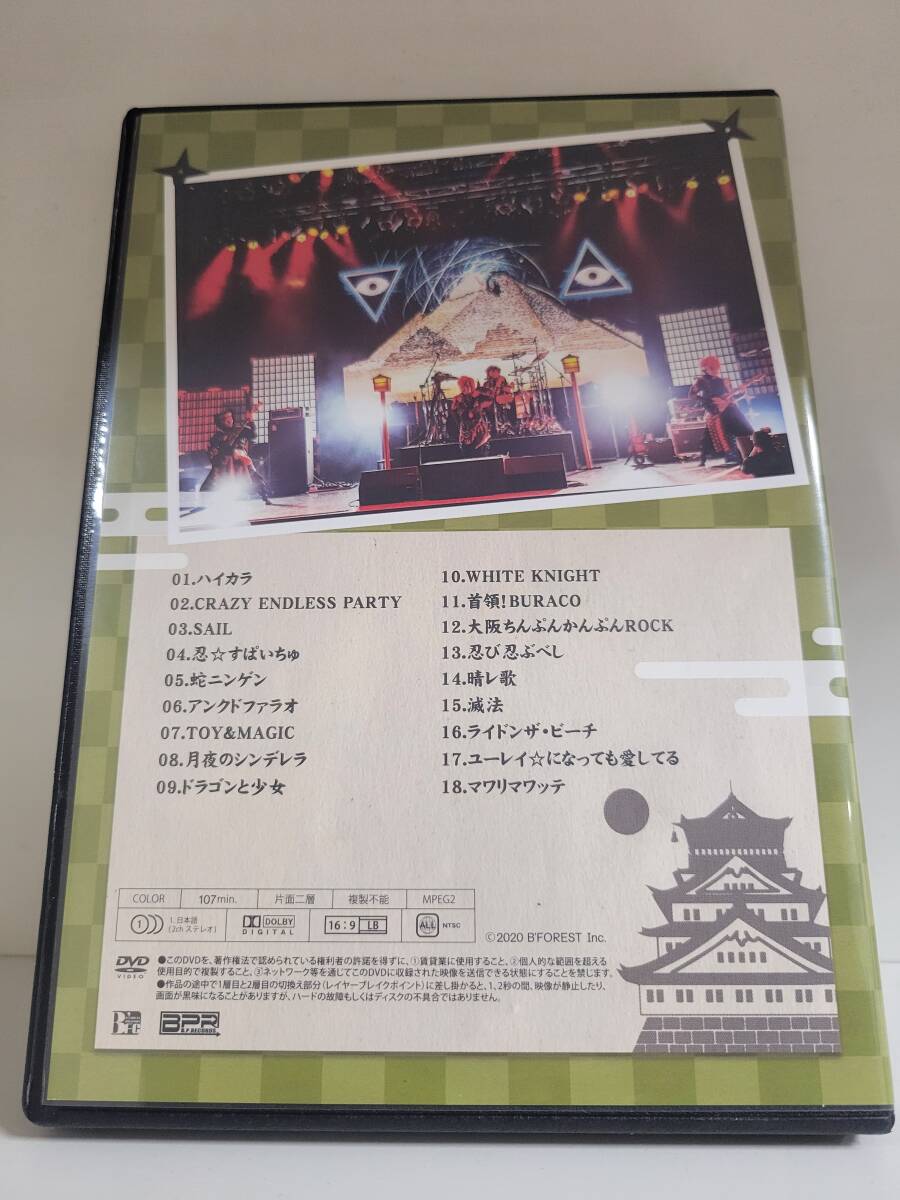 01.ハイカラ
02.CRAZY ENDLESS PARTY
03.SAIL
04.忍☆すぱいちゅ
05.蛇ニンゲン
06.アンクドファラオ
07.TOY&MAGIC
08.月夜のシンデレラ
09.ドラゴンと少女
10.WHITE KNIGHT
11.首領!BURACO
12.大阪ちんぷんかんぷんROCK
13.忍び忍ぶべし
14.晴レ歌
15.滅法
16.ライドンザ・ビーチ
17.ユーレイ☆になっても愛してる
18.マワリマワッテ
COLOR 107min. 片面二層 複製不能 MPEG2
1 1.日本語 (2ch ステレオ) DOLBY DIGITAL 16:9 LB ALL NTSC
©2020 B'FOREST Inc.
DVD VIDEO
●このDVDを、著作権法で認められている権利者の許諾を得ずに、①賃貸業に使用すること、②個人的な範囲を超える
使用目的で複製すること、③ネットワーク等を通じてこのDVDに収録された映像を送信できる状態にすることを禁じます。
●作品の途中で1層目と2層目の切換え部分(レイヤーブレイクポイント)に差し掛かると、1、2秒の間、映像が静止したり、
画面が黒味になることがありますが、ハードの故障もしくはディスクの不具合ではありません。
BPR
B.P RECORDS